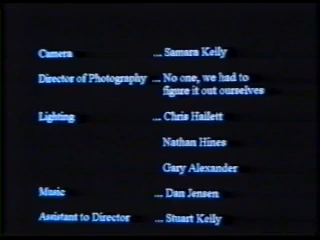 Camera ... Samara Kelly
Director of Photography ... No one, we had to
figure it out ourselves
Lighting ... Chris Hallett
Nathan Hines
Gary Alexander
Music ... Dan Jensen
Assistant to Director ... Stuart Kelly